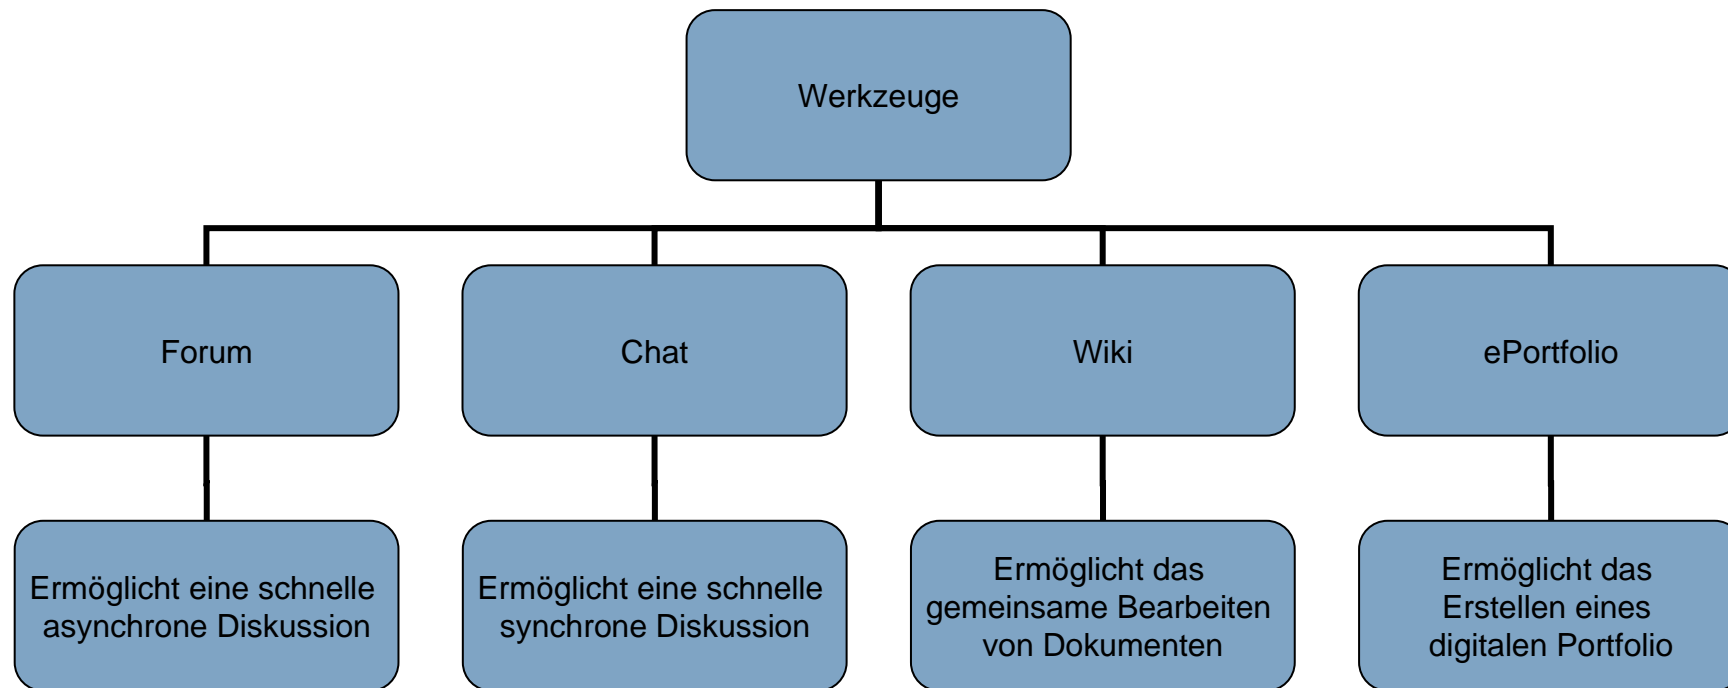 Werkzeuge
Forum
Chat
Wiki
ePortfolio
Ermöglicht eine schnelle
asynchrone Diskussion
Ermöglicht eine schnelle
synchrone Diskussion
Ermöglicht das
gemeinsame Bearbeiten
von Dokumenten
Ermöglicht das
Erstellen eines
digitalen Portfolio